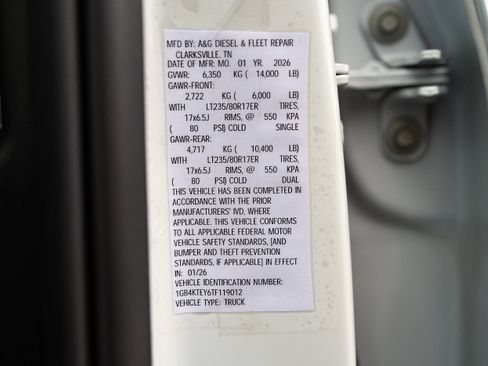 MFD BY: A&G DIESEL & FLEET REPAIR
CLARKSVILLE, TN
DATE OF MFR: MO. 01 YR. 2026
GVWR: 6,350 KG ( 14,000 LB)
GAWR-FRONT:
2,722 KG ( 6,000 LB)
WITH LT235/80R17ER TIRES,
17x6.5J RIMS, @ 550 KPA
( 80 PSI) COLD SINGLE
GAWR-REAR:
4,717 KG ( 10,400 LB)
WITH LT235/80R17ER TIRES,
17x6.5J RIMS, @ 550 KPA
( 80 PSI) COLD DUAL
THIS VEHICLE HAS BEEN COMPLETED IN
ACCORDANCE WITH THE PRIOR
MANUFACTURERS' IVD, WHERE
APPLICABLE. THIS VEHICLE CONFORMS
TO ALL APPLICABLE FEDERAL MOTOR
VEHICLE SAFETY STANDARDS, [AND
BUMPER AND THEFT PREVENTION
STANDARDS, IF APPLICABLE] IN EFFECT
IN: 01/26
VEHICLE IDENTIFICATION NUMBER:
1GB4KTEY6TF119012
VEHICLE TYPE: TRUCK